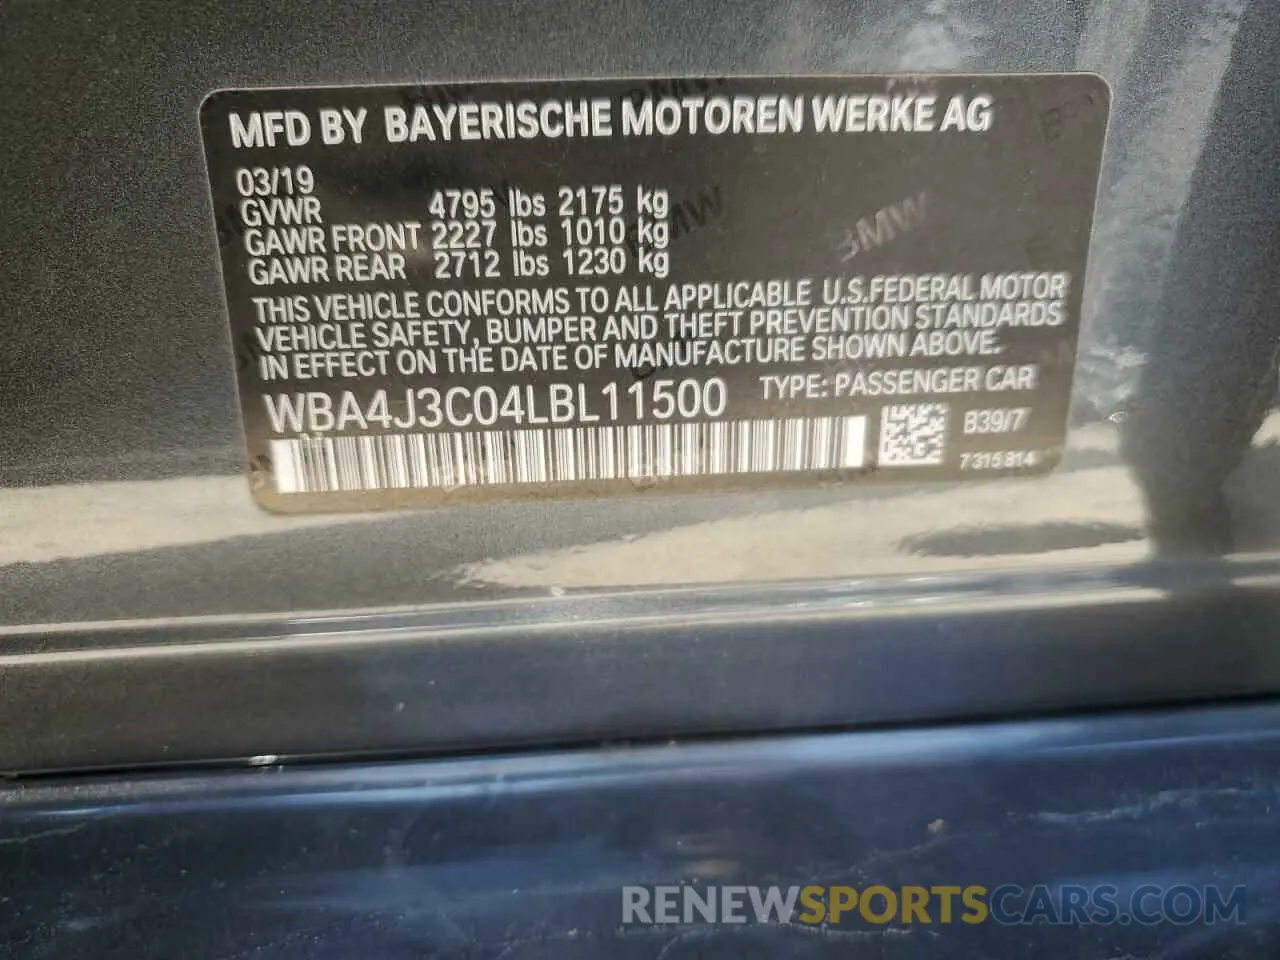 MFD BY BAYERISCHE MOTOREN WERKE AG
03/19
GVWR 4795 lbs 2175 kg
GAWR FRONT 2227 lbs 1010 kg
GAWR REAR 2712 lbs 1230 kg
THIS VEHICLE CONFORMS TO ALL APPLICABLE U.S.FEDERAL MOTOR
VEHICLE SAFETY, BUMPER AND THEFT PREVENTION STANDARDS
IN EFFECT ON THE DATE OF MANUFACTURE SHOWN ABOVE.
WBA4J3C04LBL11500 TYPE: PASSENGER CAR
B39/7
7315814
RENEWSPORTSCARS.COM